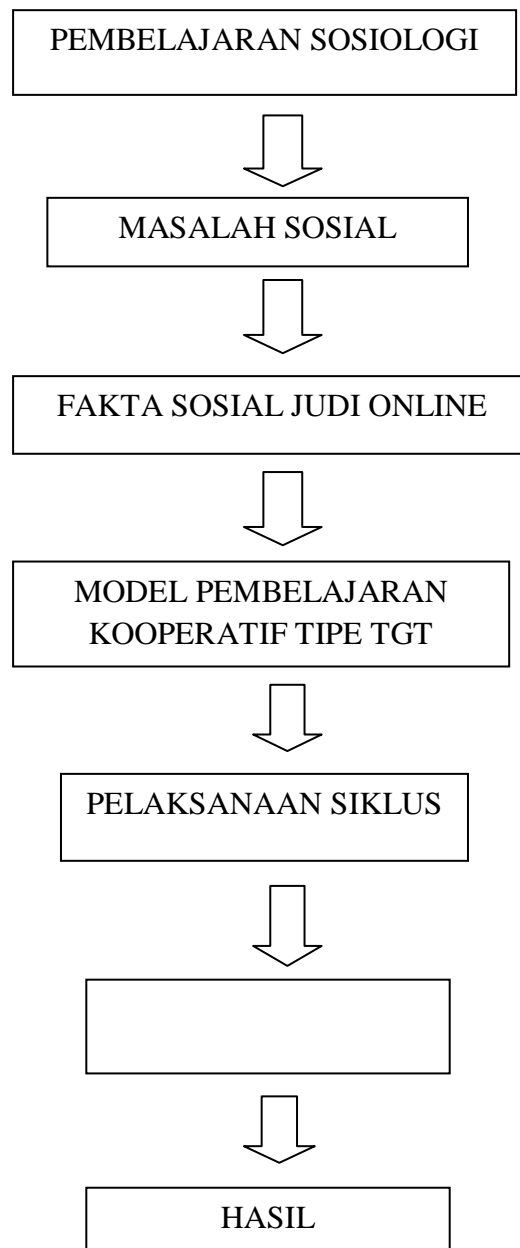 PEMBELAJARAN SOSIOLOGI
MASALAH SOSIAL
FAKTA SOSIAL JUDI ONLINE
MODEL PEMBELAJARAN
KOOPERATIF TIPE TGT
PELAKSANAAN SIKLUS
HASIL